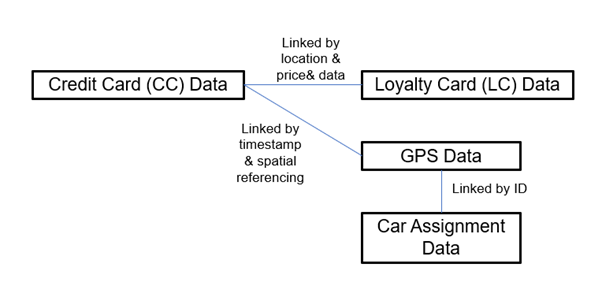 Linked by
location &
price& data
Credit Card (CC) Data
Loyalty Card (LC) Data
Linked by
timestamp
& spatial
referencing
GPS Data
Linked by ID
Car Assignment
Data